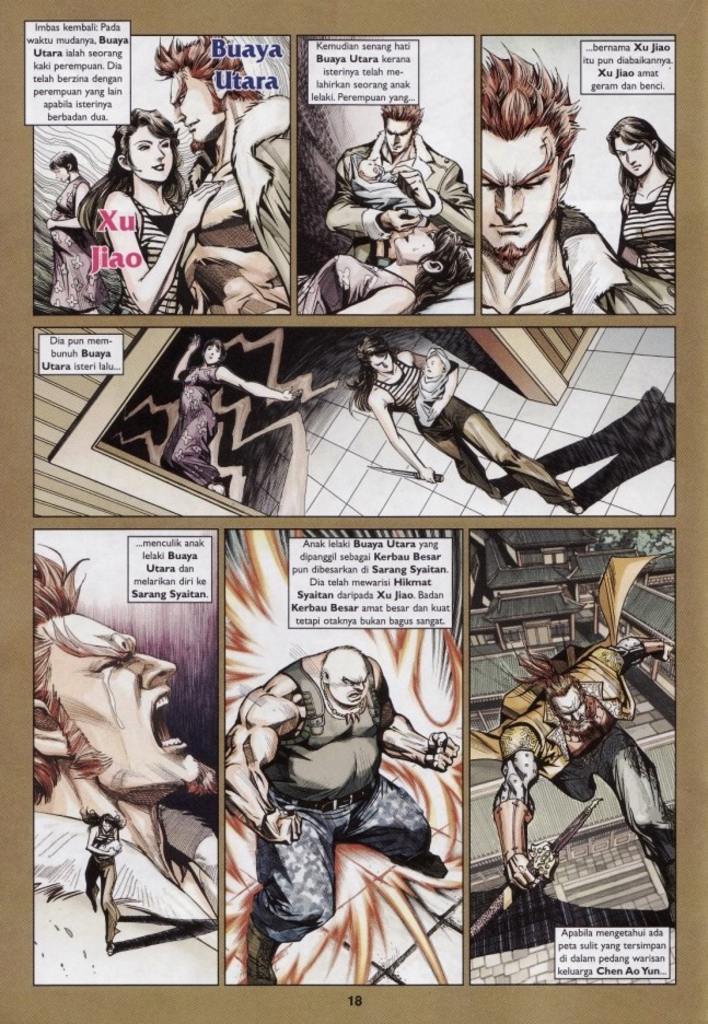 Imbas kembali: Pada
waktu mudanya, Buaya
Utara ialah seorang
kaki perempuan. Dia
telah berzina dengan
perempuan yang lain
apabila isterinya
berbadan dua.
Buaya
Utara
Xu
Jiao
Kemudian senang hati
Buaya Utara kerana
isterinya telah me-
lahirkan seorang anak
lelaki. Perempuan yang...
...bernama Xu Jiao
itu pun diabaikannya.
Xu Jiao amat
geram dan benci.
Dia pun mem-
bunuh Buaya
Utara isteri lalu...
...menculik anak
lelaki Buaya
Utara dan
melarikan diri ke
Sarang Syaitan.
Anak lelaki Buaya Utara yang
dipanggil sebagai Kerbau Besar
pun dibesarkan di Sarang Syaitan.
Dia telah mewarisi Hikmat
Syaitan daripada Xu Jiao. Badan
Kerbau Besar amat besar dan kuat
tetapi otaknya bukan bagus sangat.
Apabila mengetahui ada
peta sulit yang tersimpan
di dalam pedang warisan
keluarga Chen Ao Yun...
18